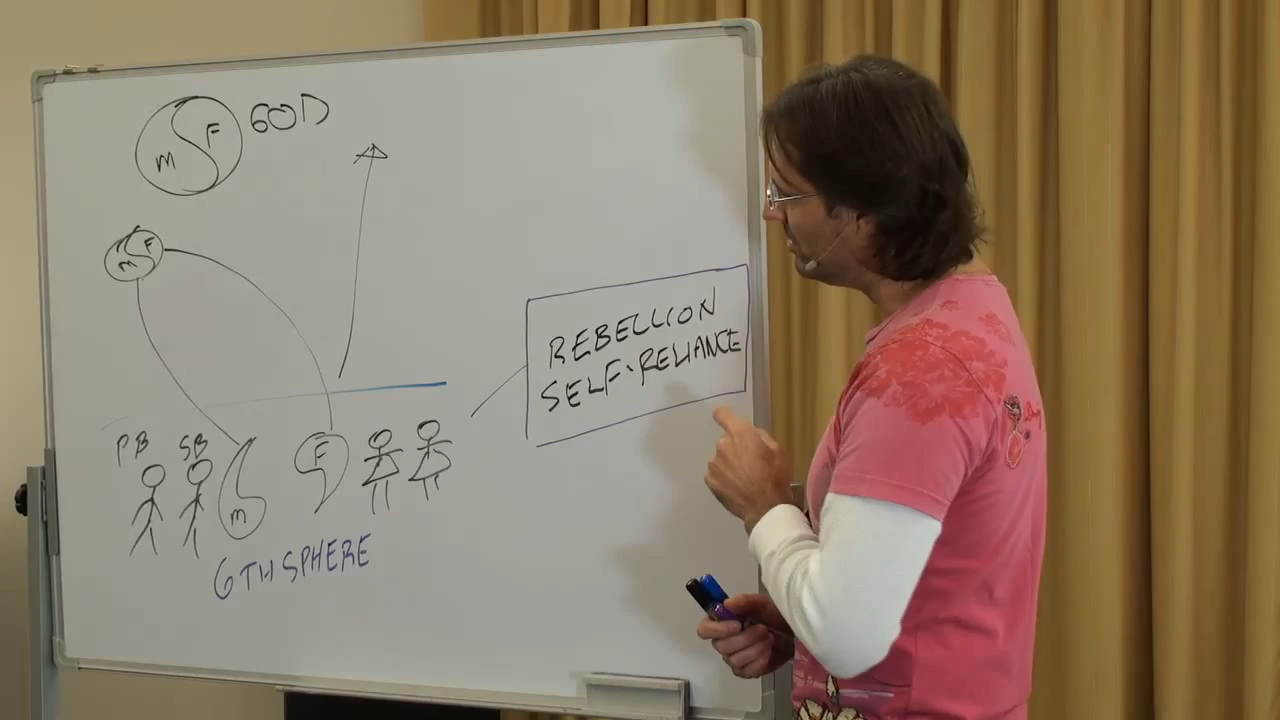 M F GOD
M F
REBELLION
SELF-RELIANCE
PB SB
M F
6TH SPHERE